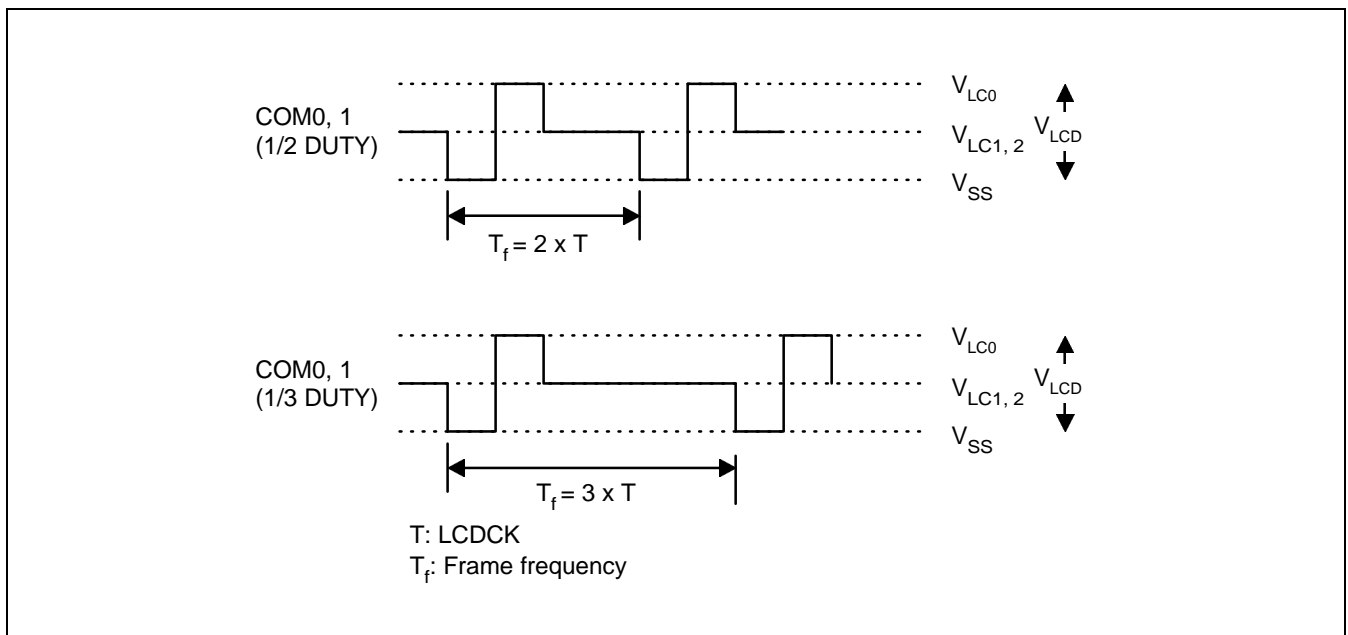 COM0, 1
(1/2 DUTY)
V_LC0
V_LC1, 2
V_SS
V_LCD
T_f = 2 x T
COM0, 1
(1/3 DUTY)
V_LC0
V_LC1, 2
V_SS
V_LCD
T_f = 3 x T
T: LCDCK
T_f: Frame frequency